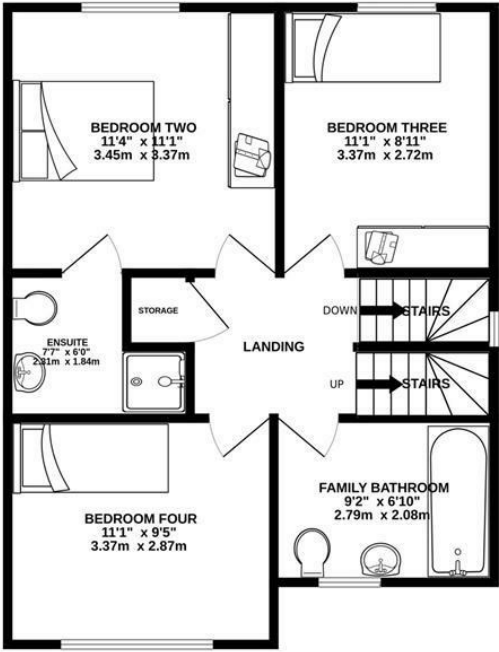 BEDROOM TWO
11'4" x 11'1"
3.45m x 3.37m
BEDROOM THREE
11'1" x 8'11"
3.37m x 2.72m
STORAGE
DOWN
STAIRS
ENSUITE
7'7" x 6'0"
2.31m x 1.84m
LANDING
UP
STAIRS
FAMILY BATHROOM
9'2" x 6'10"
2.79m x 2.08m
BEDROOM FOUR
11'1" x 9'5"
3.37m x 2.87m